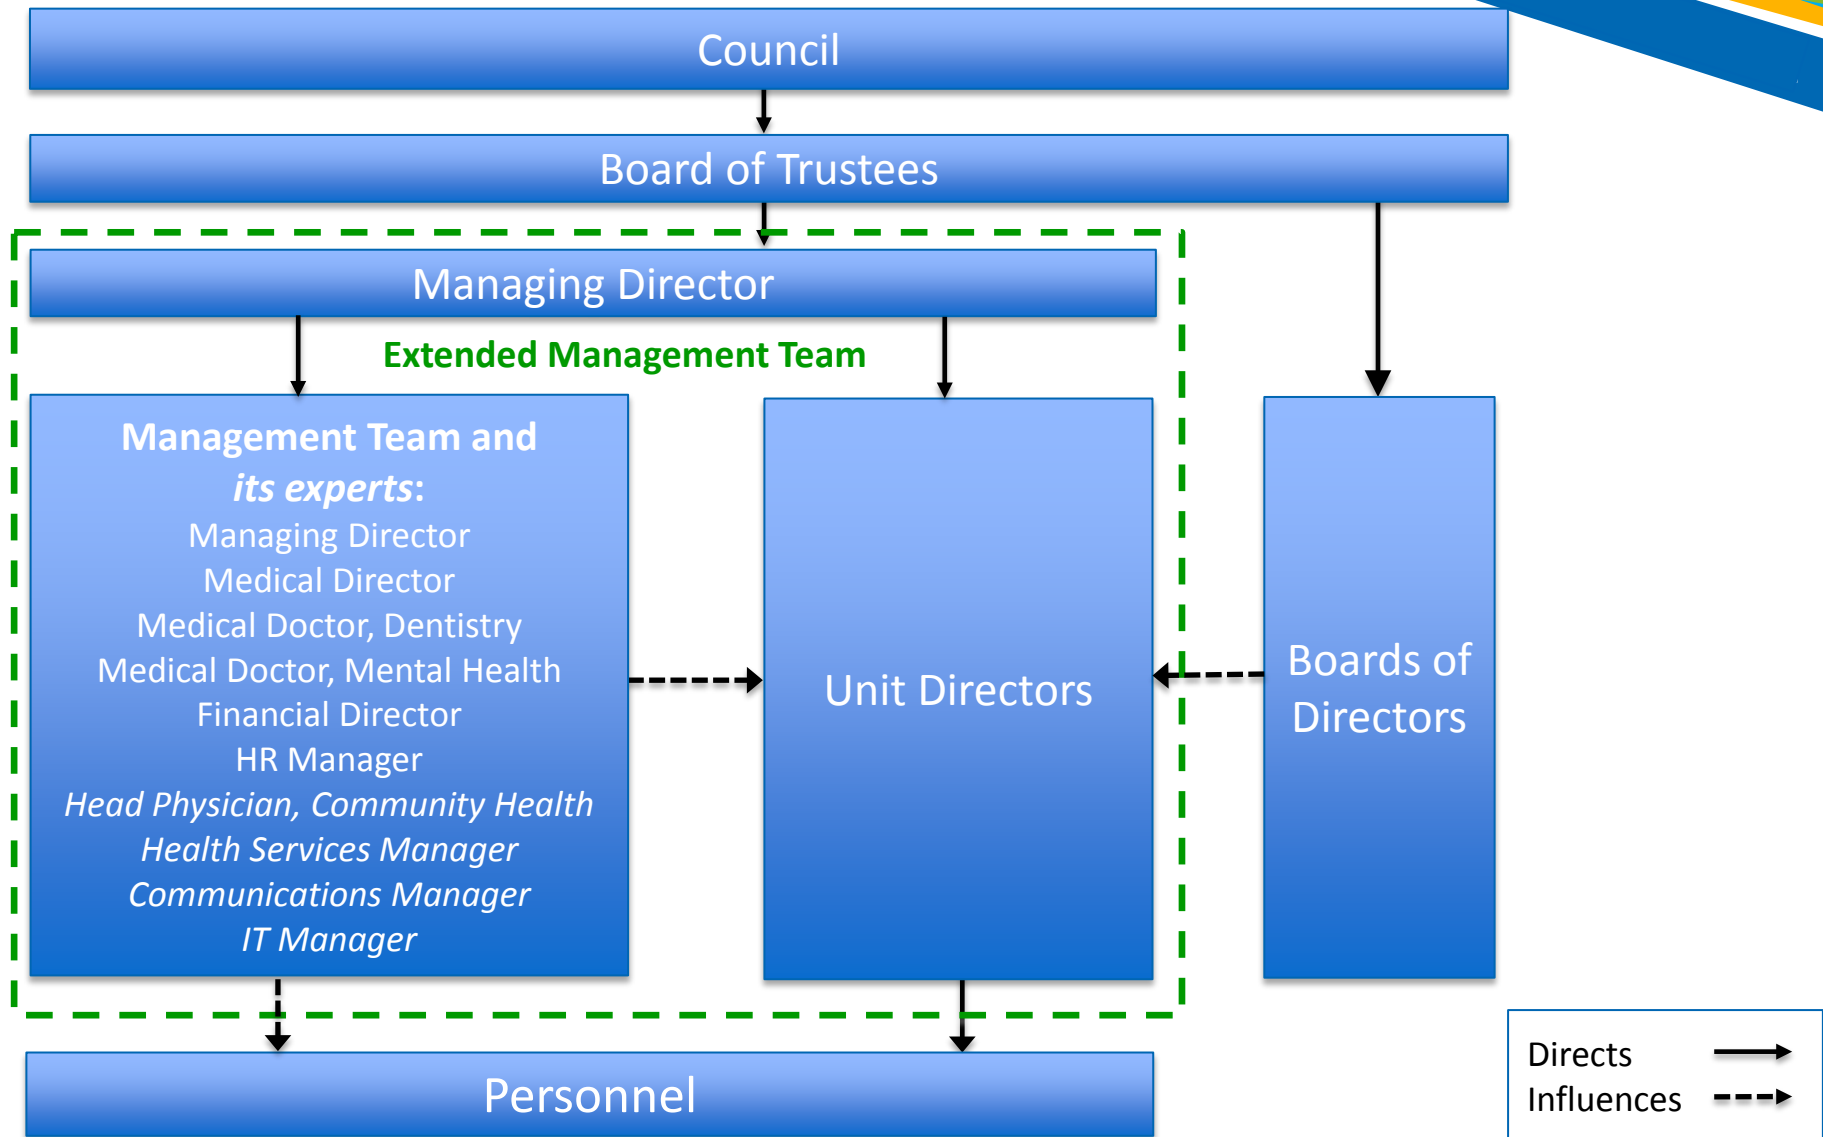 Council
Board of Trustees
Managing Director
Extended Management Team
Management Team and
its experts:
Managing Director
Medical Director
Medical Doctor, Dentistry
Medical Doctor, Mental Health
Financial Director
HR Manager
Head Physician, Community Health
Health Services Manager
Communications Manager
IT Manager
Unit Directors
Boards of
Directors
Personnel
Directs
Influences